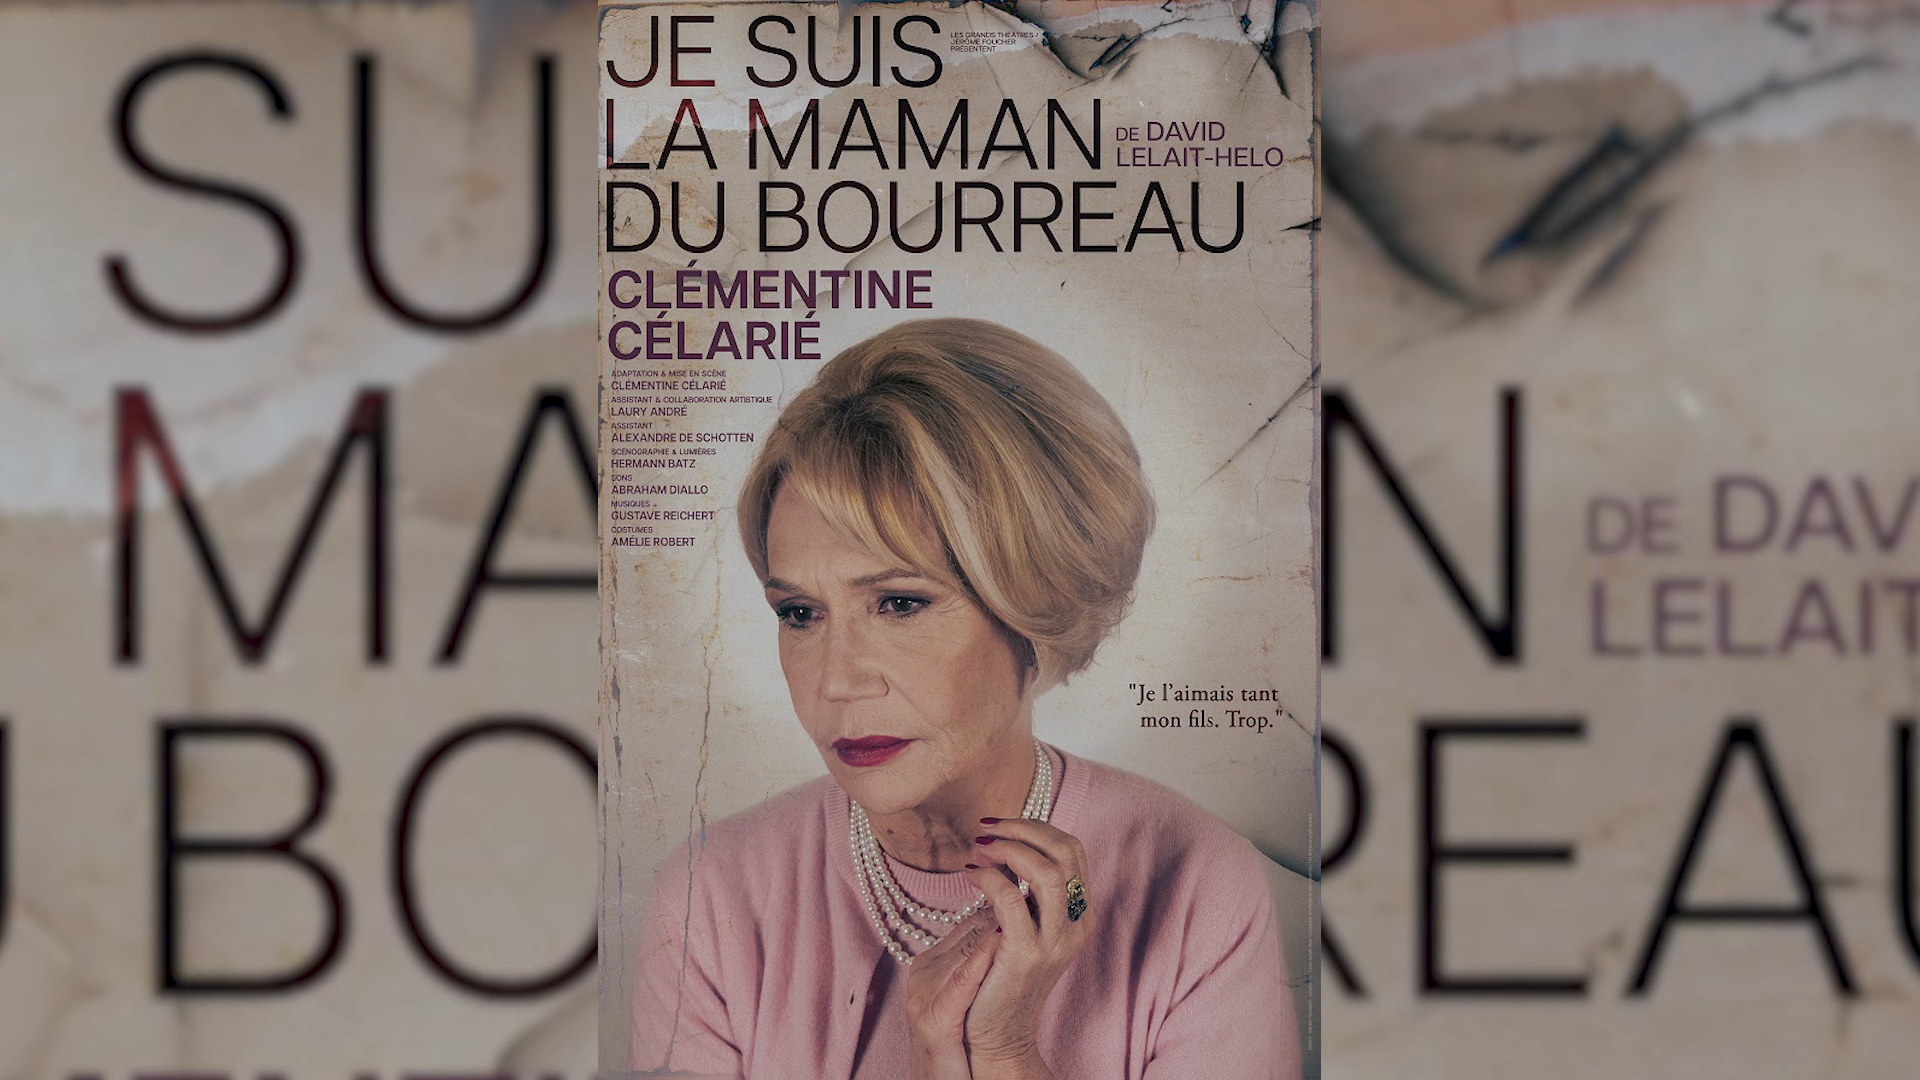 JE SUIS
LES GRANDS THÉÂTRES /
JÉRÔME FOUCHER
PRÉSENTENT
LA MAMAN
DE DAVID
LELAIT-HELO
DU BOURREAU
CLÉMENTINE
CÉLARIÉ
ADAPTATION & MISE EN SCÈNE
CLÉMENTINE CÉLARIÉ
ASSISTANT & COLLABORATION ARTISTIQUE
LAURY ANDRÉ
ASSISTANT
ALEXANDRE DE SCHOTTEN
SCÉNOGRAPHIE & LUMIÈRES
HERMANN BATZ
SONS
ABRAHAM DIALLO
MUSIQUES
GUSTAVE REICHERT
COSTUMES
AMÉLIE ROBERT
"Je l'aimais tant
mon fils. Trop."